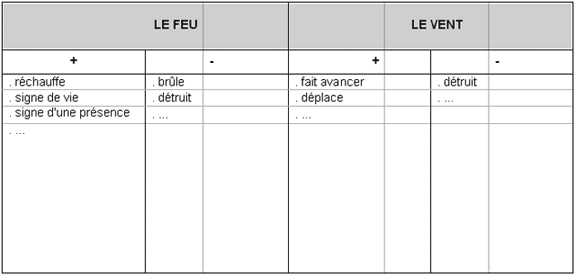 LE FEU LE VENT
+ - + -
. réchauffe . brûle . fait avancer . détruit
. signe de vie . détruit . déplace . ...
. signe d'une présence . ... . ...
. ...